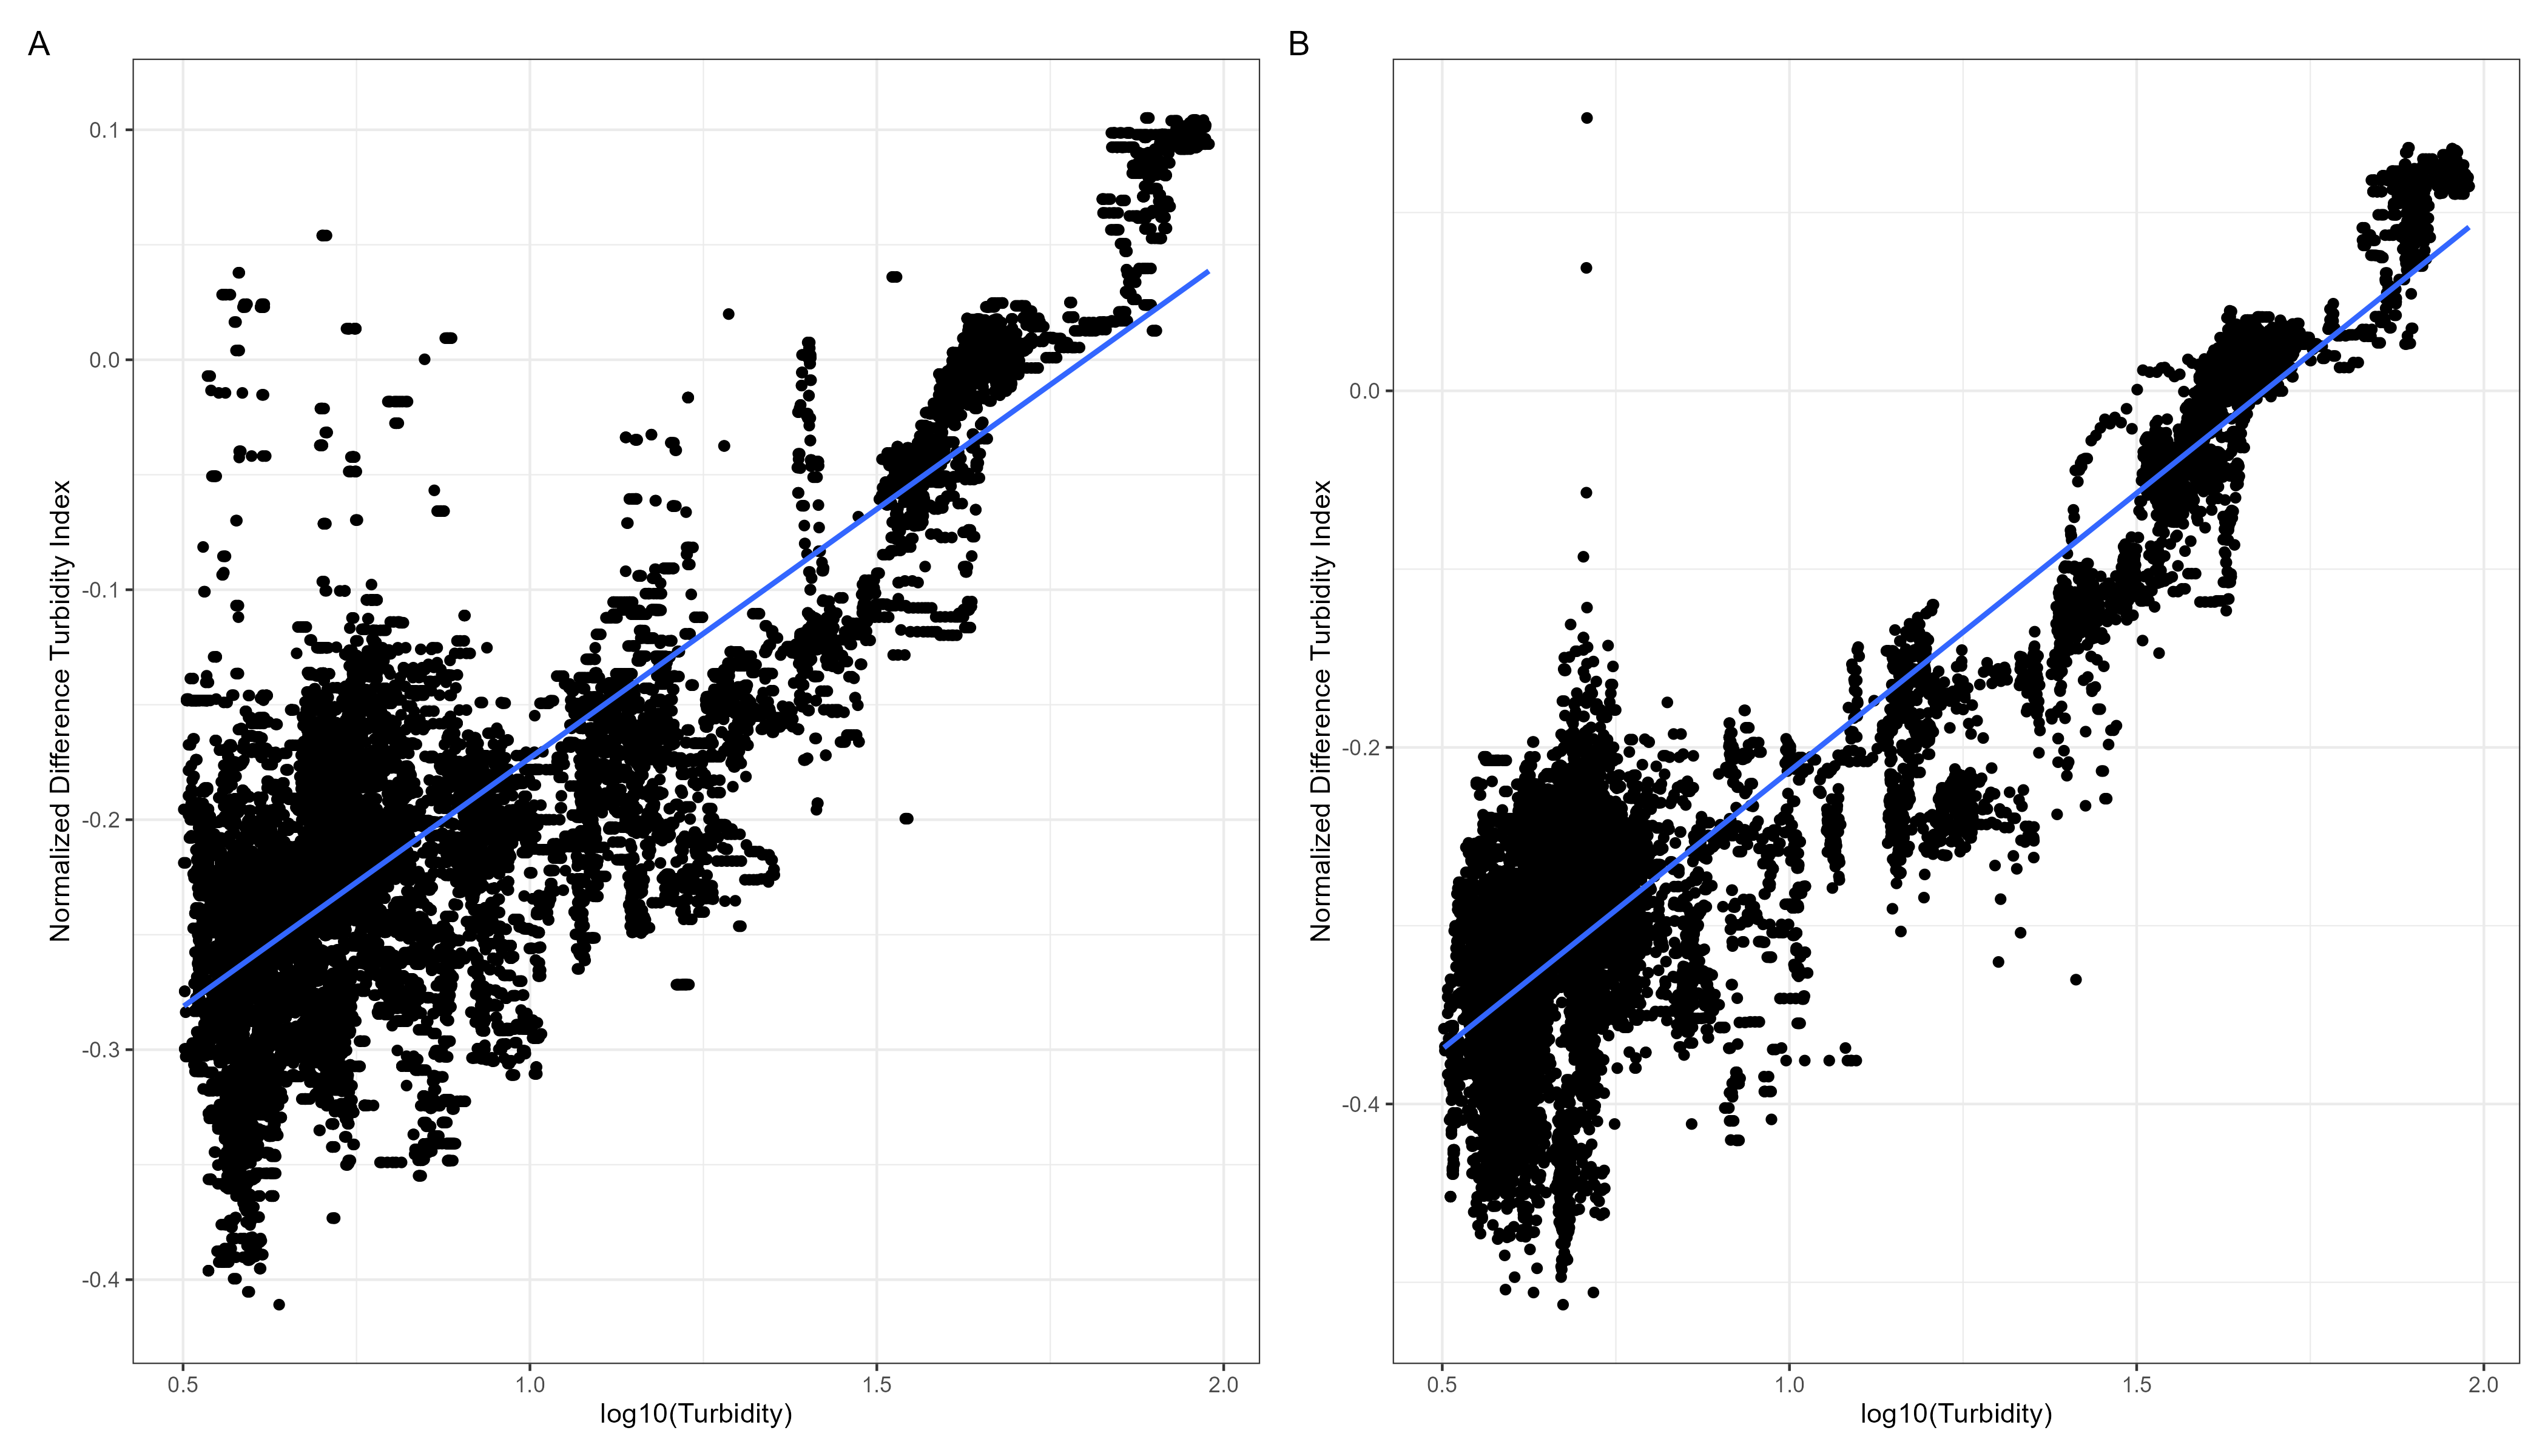 A
Normalized Difference Turbidity Index
0.1
0.0
-0.1
-0.2
-0.3
-0.4
0.5 1.0 1.5 2.0
log10(Turbidity)
B
Normalized Difference Turbidity Index
0.0
-0.2
-0.4
0.5 1.0 1.5 2.0
log10(Turbidity)